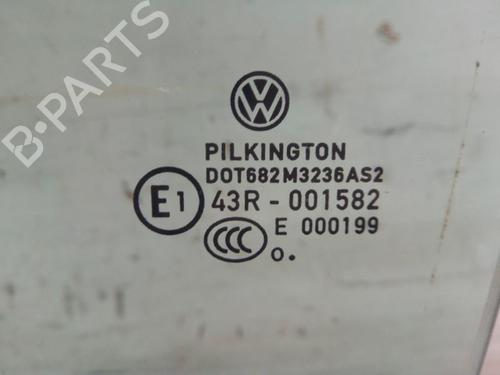 B-PARTS
VW
PILKINGTON
DOT682M3236AS2
E1 43R - 001582
CCC E 000199
o.